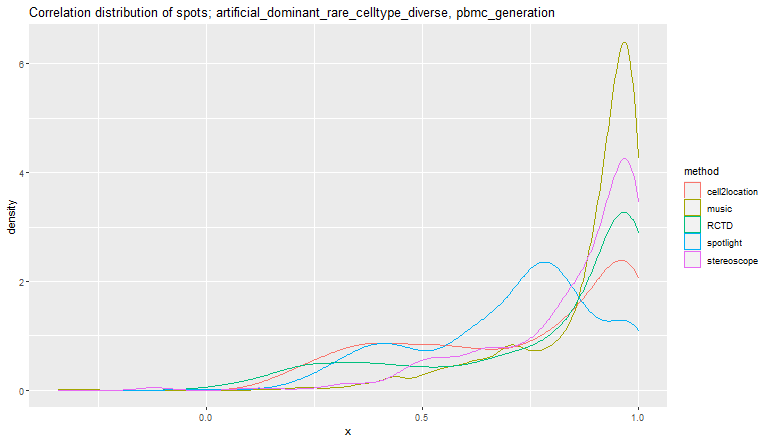 Correlation distribution of spots; artificial_dominant_rare_celltype_diverse, pbmc_generation
6
4
2
0
density
0.0
0.5
1.0
x
method
cell2location
music
RCTD
spotlight
stereoscope